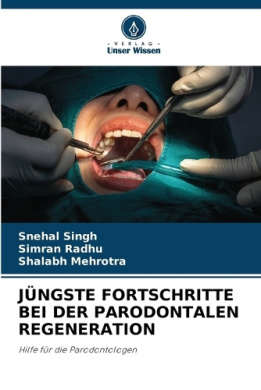 VERLAG
Unser Wissen
Snehal Singh
Simran Radhu
Shalabh Mehrotra
JÜNGSTE FORTSCHRITTE
BEI DER PARODONTALEN
REGENERATION
Hilfe für die Parodontologen